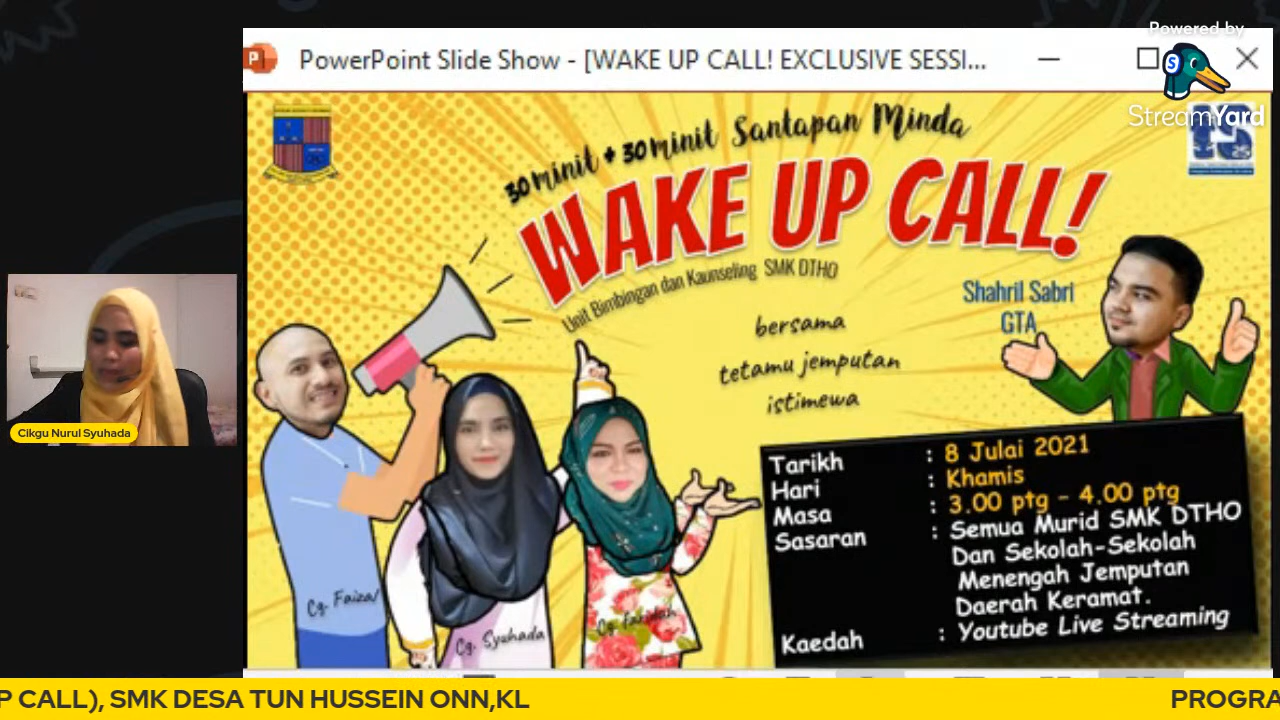 Powered by
StreamYard
PowerPoint Slide Show - [WAKE UP CALL! EXCLUSIVE SESSI...
30 minit + 30 minit Santapan Minda
WAKE UP CALL!
Unit Bimbingan dan Kaunseling SMK DTHO
bersama
tetamu jemputan
istimewa
Shahril Sabri
GTA
Tarikh : 8 Julai 2021
Hari : Khamis
Masa : 3.00 ptg - 4.00 ptg
Sasaran : Semua Murid SMK DTHO
Dan Sekolah-Sekolah
Menengah Jemputan
Daerah Keramat.
Kaedah : Youtube Live Streaming
Cg. Faizal
Cg. Syuhada
Cikgu Nurul Syuhada
P CALL), SMK DESA TUN HUSSEIN ONN,KL
PROGRA